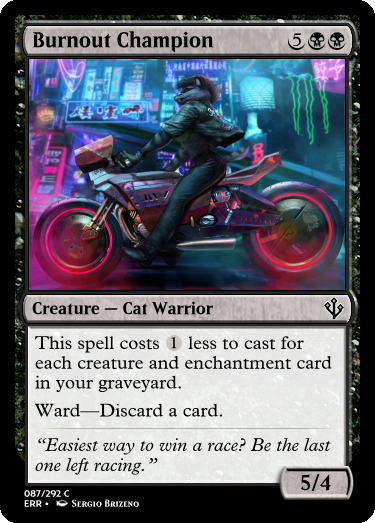 Burnout Champion 5
Creature — Cat Warrior
This spell costs 1 less to cast for
each creature and enchantment card
in your graveyard.
Ward—Discard a card.
“Easiest way to win a race? Be the last
one left racing.”
5/4
087/292 C
ERR • Sergio Brizeno